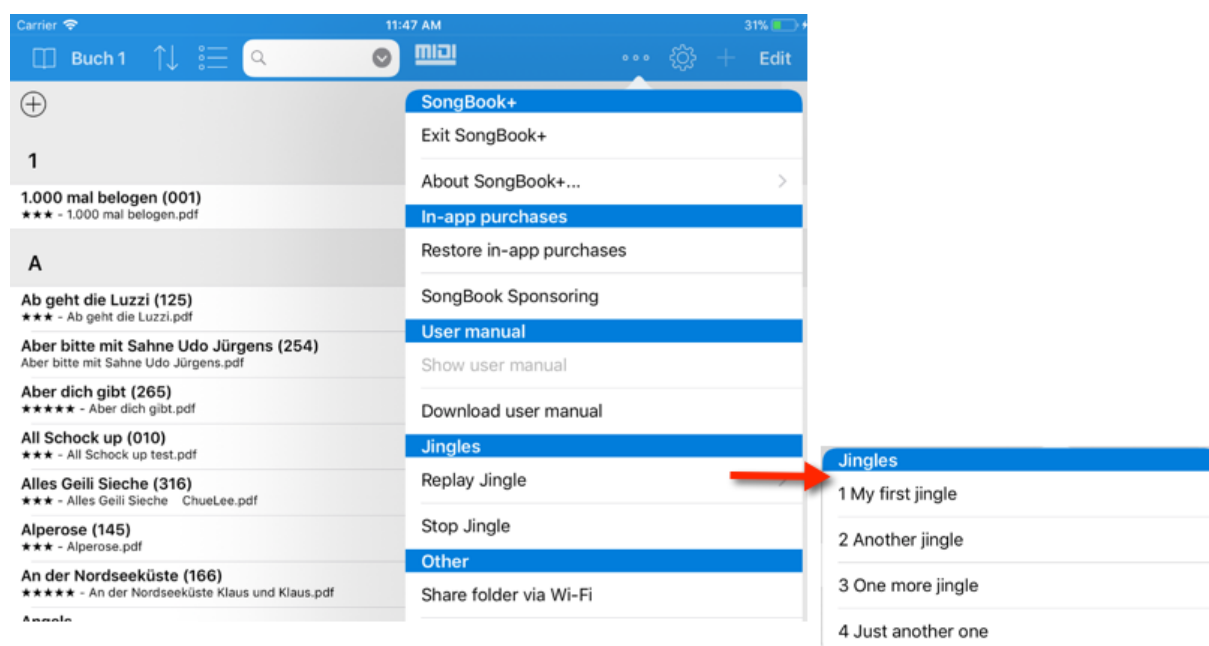 Carrier
11:47 AM
31%
Buch 1
MIDI
Edit
1
1.000 mal belogen (001)
★★★ - 1.000 mal belogen.pdf
A
Ab geht die Luzzi (125)
★★★ - Ab geht die Luzzi.pdf
Aber bitte mit Sahne Udo Jürgens (254)
Aber bitte mit Sahne Udo Jürgens.pdf
Aber dich gibt (265)
★★★★★ - Aber dich gibt.pdf
All Schock up (010)
★★★ - All Schock up test.pdf
Alles Geili Sieche (316)
★★★ - Alles Geili Sieche ChueLee.pdf
Alperose (145)
★★★ - Alperose.pdf
An der Nordseeküste (166)
★★★★★ - An der Nordseeküste Klaus und Klaus.pdf
Angels
SongBook+
Exit SongBook+
About SongBook+...
In-app purchases
Restore in-app purchases
SongBook Sponsoring
User manual
Show user manual
Download user manual
Jingles
Replay Jingle
Stop Jingle
Other
Share folder via Wi-Fi
Jingles
1 My first jingle
2 Another jingle
3 One more jingle
4 Just another one